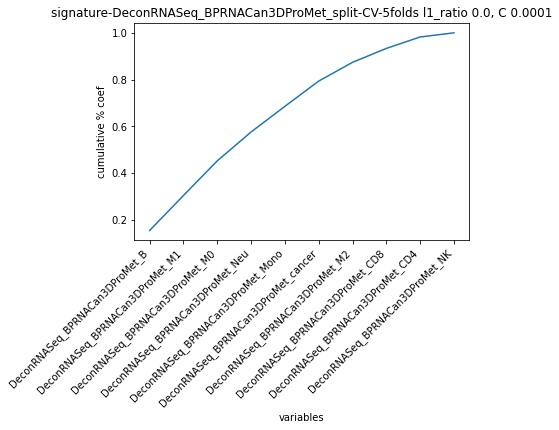 signature-DeconRNASeq_BPRNACan3DProMet_split-CV-5folds l1_ratio 0.0, C 0.0001
1.0
0.8
0.6
0.4
0.2
cumulative % coef
DeconRNASeq_BPRNACan3DProMet_B
DeconRNASeq_BPRNACan3DProMet_M1
DeconRNASeq_BPRNACan3DProMet_M0
DeconRNASeq_BPRNACan3DProMet_Neu
DeconRNASeq_BPRNACan3DProMet_Mono
DeconRNASeq_BPRNACan3DProMet_cancer
DeconRNASeq_BPRNACan3DProMet_M2
DeconRNASeq_BPRNACan3DProMet_CD8
DeconRNASeq_BPRNACan3DProMet_CD4
DeconRNASeq_BPRNACan3DProMet_NK
variables